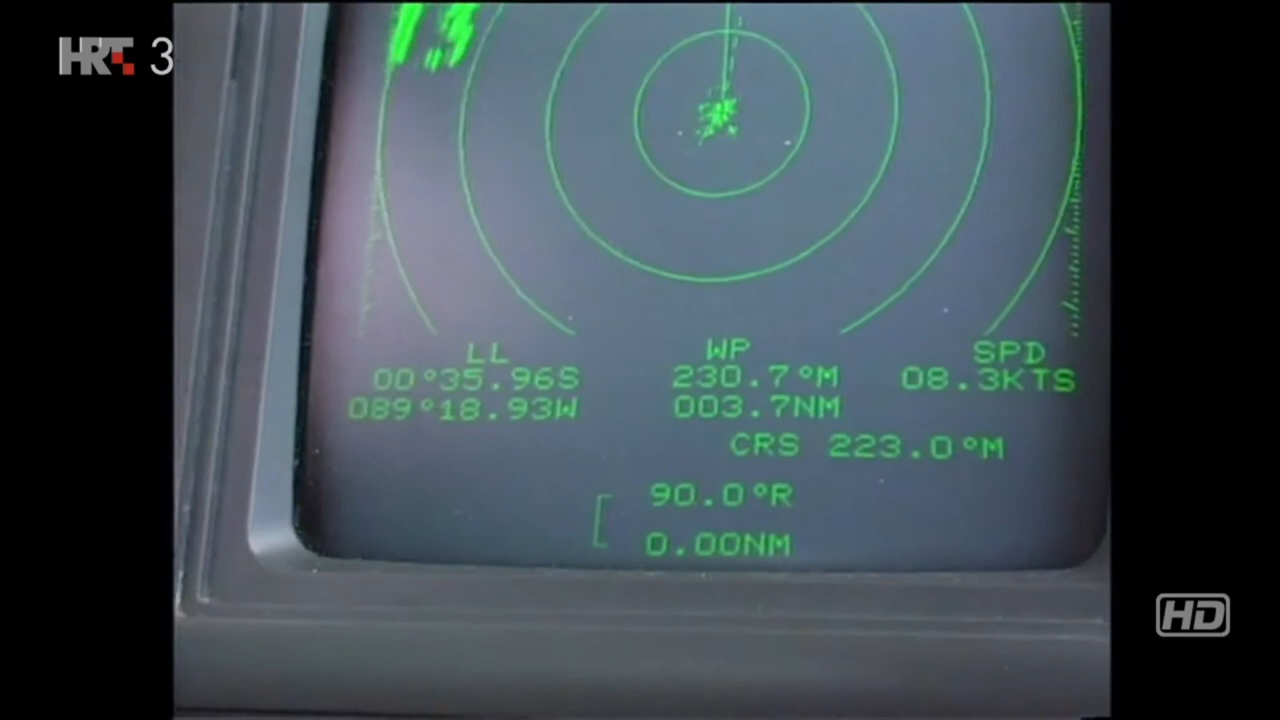 HRT 3
LL
00°35.96S
089°18.93W
WP
230.7°M
003.7NM
SPD
08.3KTS
CRS 223.0°M
90.0°R
0.00NM
HD